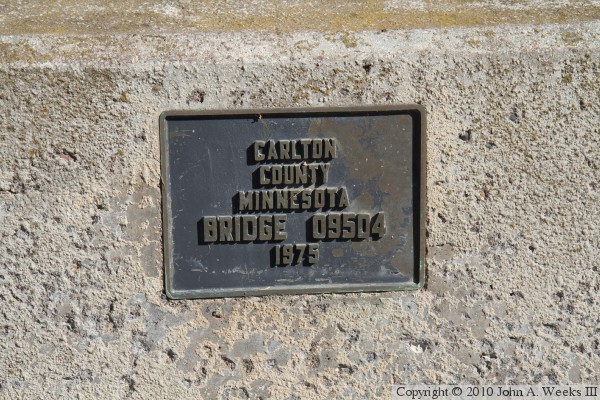 CARLTON
COUNTY
MINNESOTA
BRIDGE 09504
1975
Copyright © 2010 John A. Weeks III